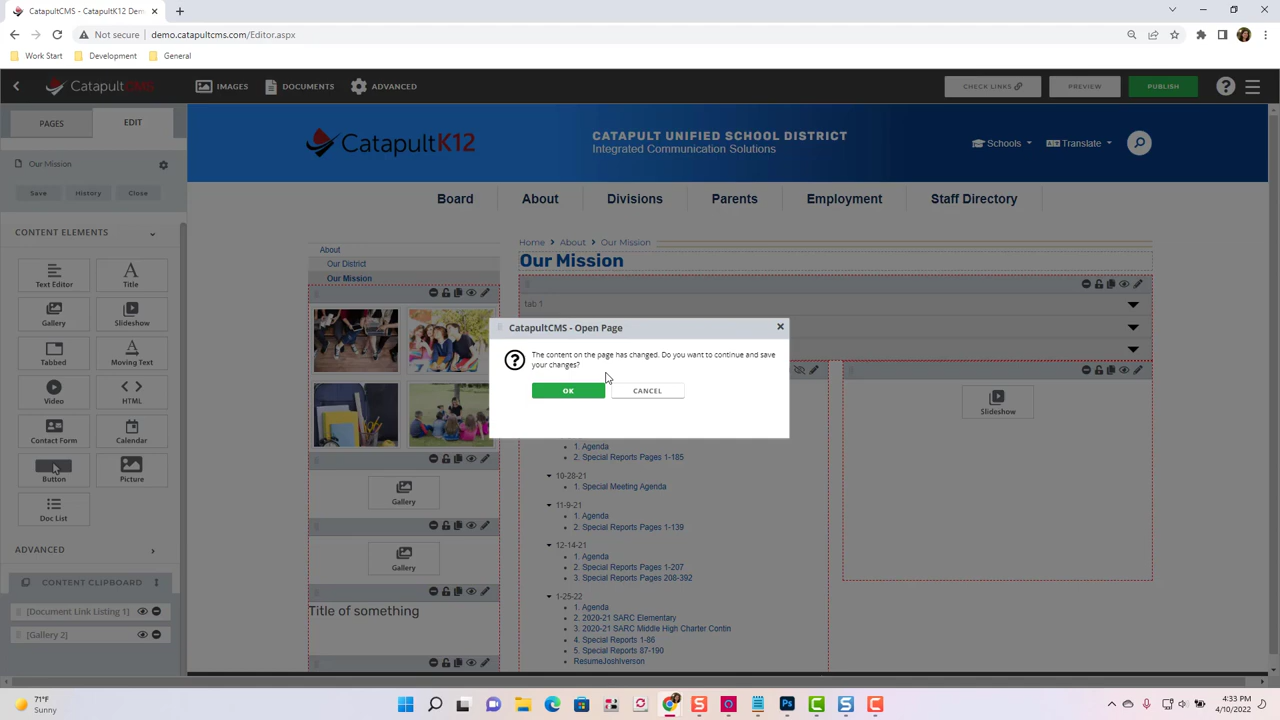 CatapultCMS - CatapultK12 Dem
Not secure demo.catapultcms.com/Editor.aspx
Work Start Development General
CatapultCMS IMAGES DOCUMENTS ADVANCED CHECK LINKS PREVIEW PUBLISH
PAGES EDIT
Our Mission
Save History Close
CONTENT ELEMENTS
Text Editor Title
Gallery Slideshow
Tabbed Moving Text
Video HTML
Contact Form Calendar
Button Picture
Doc List
ADVANCED
CONTENT CLIPBOARD
[Document Link Listing 1]
[Gallery 2]
CatapultK12
CATAPULT UNIFIED SCHOOL DISTRICT
Integrated Communication Solutions
Schools Translate
Board About Divisions Parents Employment Staff Directory
About
Our District
Our Mission
Gallery
Gallery
Title of something
Home About Our Mission
Our Mission
tab 1
CatapultCMS - Open Page
The content on the page has changed. Do you want to continue and save
your changes?
OK CANCEL
1. Agenda
2. Special Reports Pages 1-185
10-28-21
1. Special Meeting Agenda
11-9-21
1. Agenda
2. Special Reports Pages 1-139
12-14-21
1. Agenda
2. Special Reports Pages 1-207
3. Special Reports Pages 208-392
1-25-22
1. Agenda
2. 2020-21 SARC Elementary
3. 2020-21 SARC Middle High Charter Contin
4. Special Reports 1-86
5. Special Reports 87-190
ResumeJoshIverson
Slideshow
71°F
Sunny
4:33 PM
4/10/2022